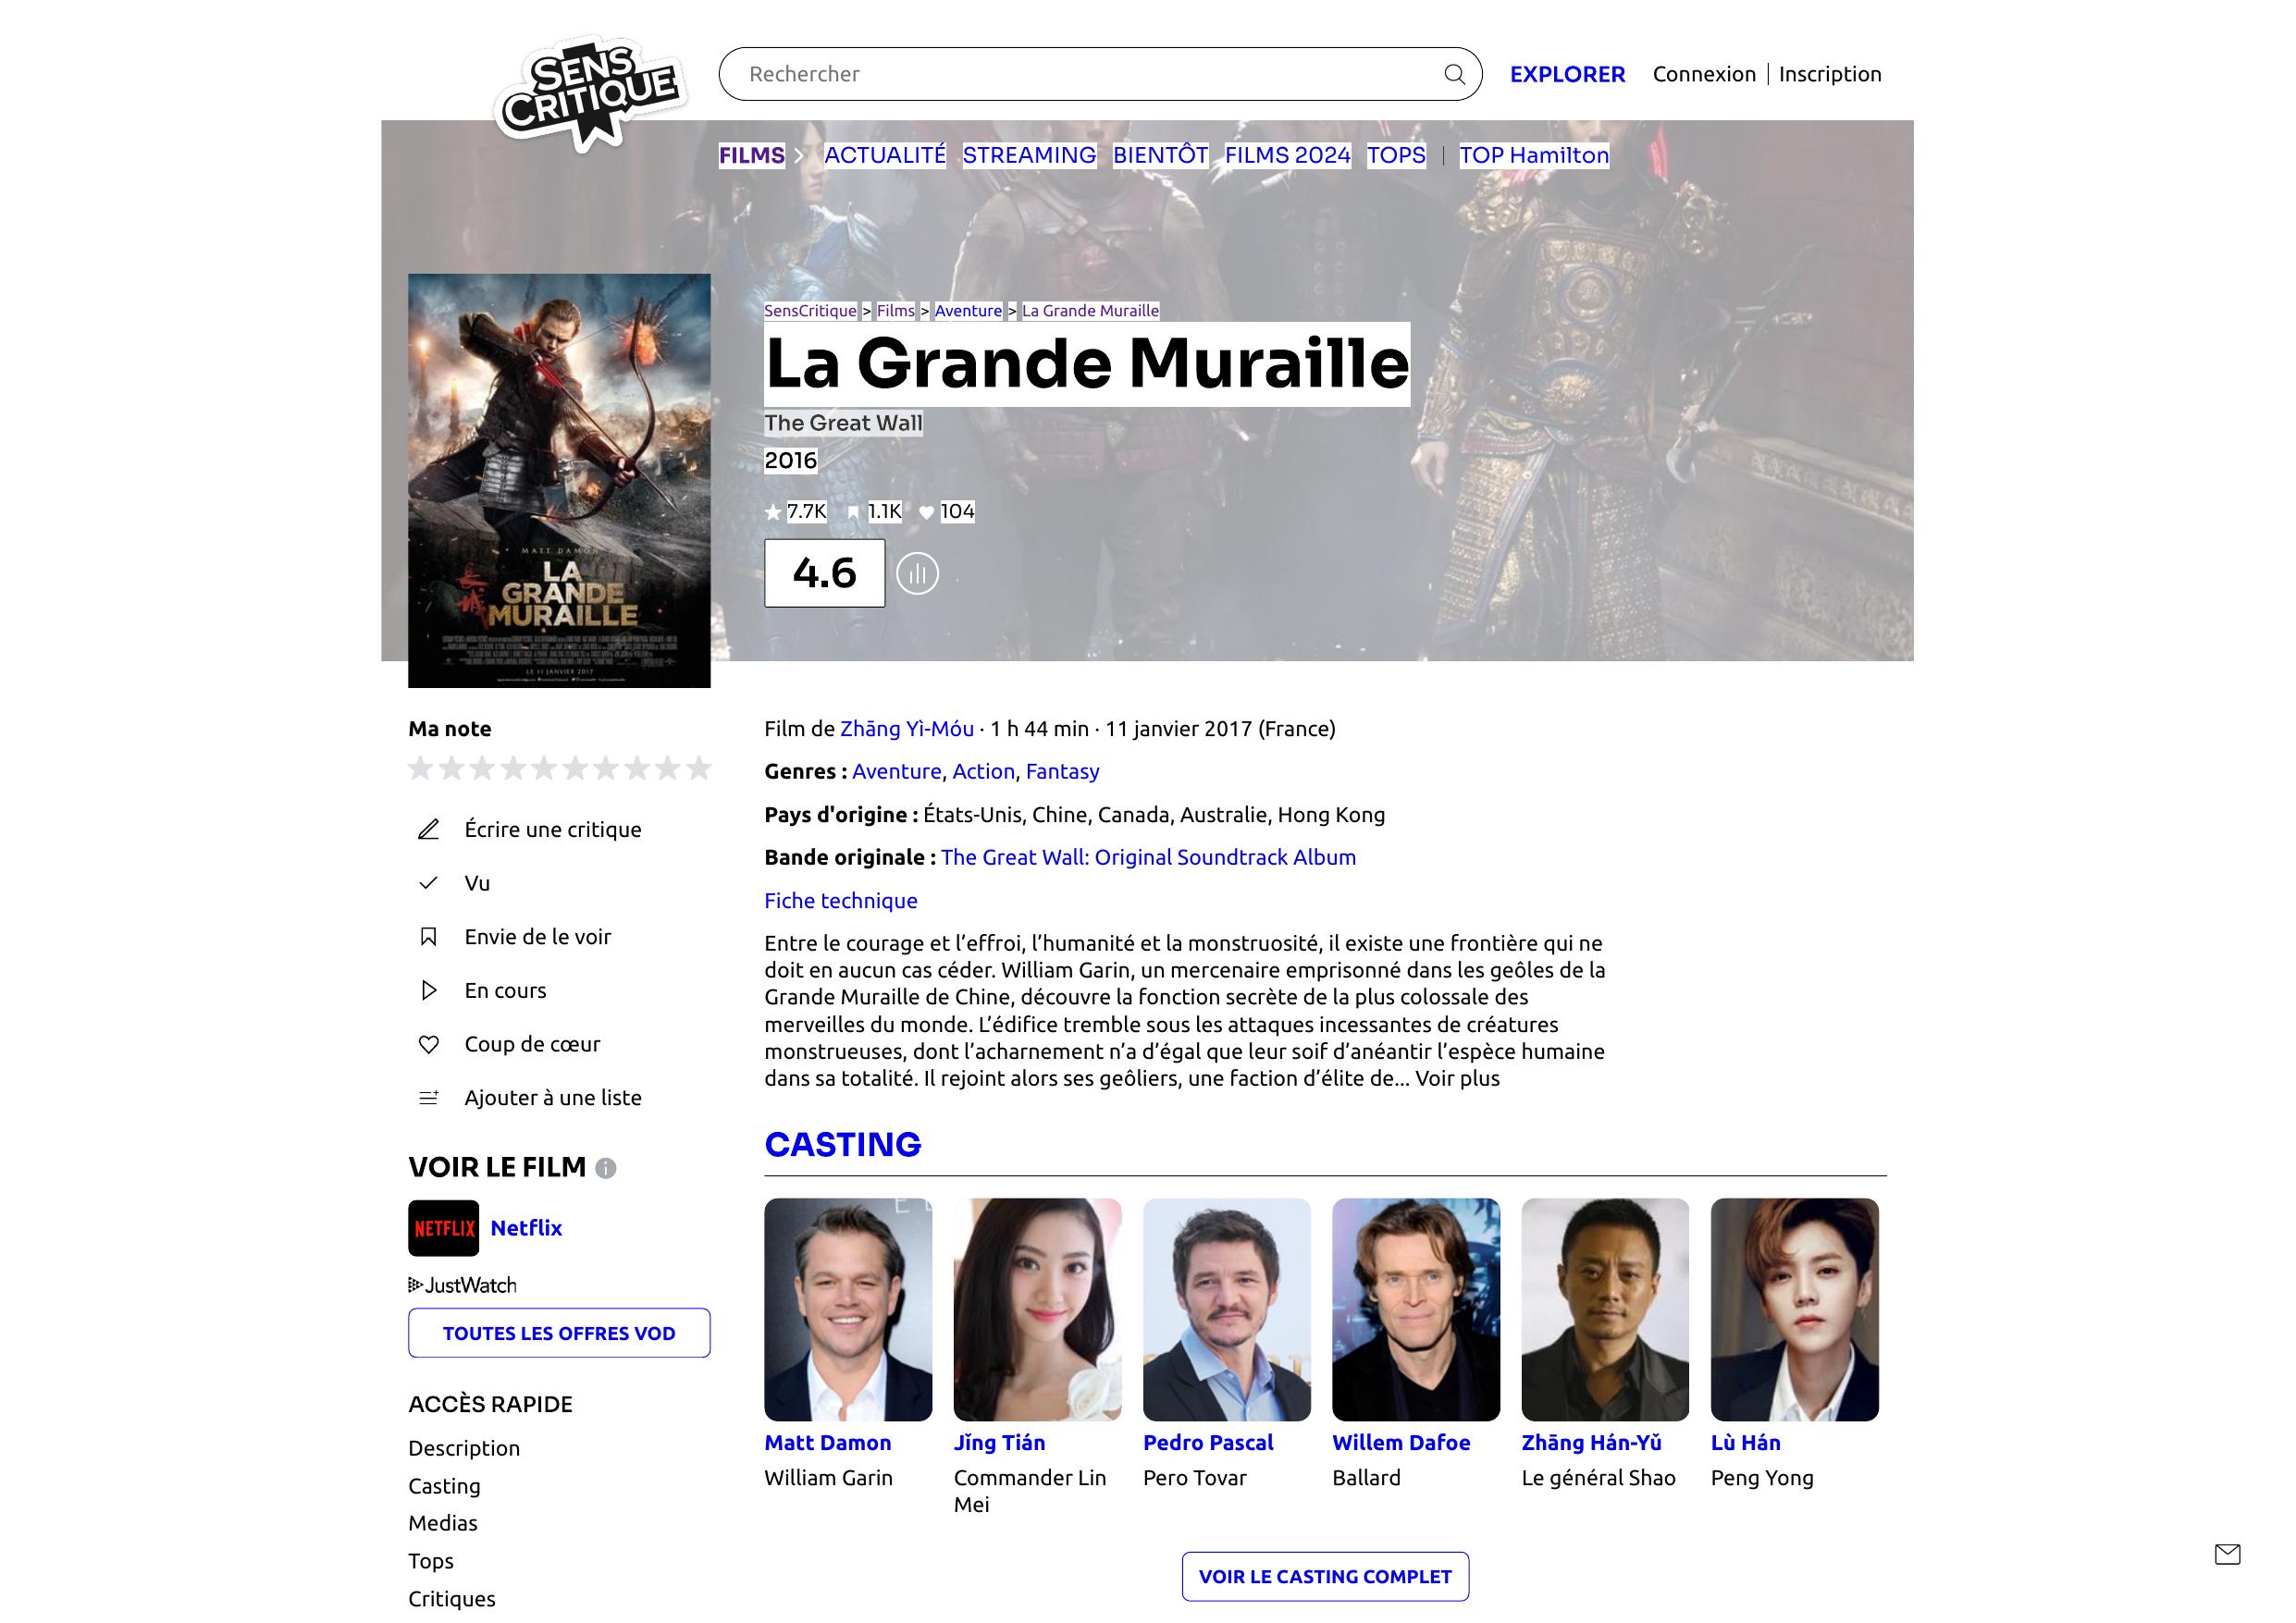 SENS
CRITIQUE
Rechercher
EXPLORER
Connexion
Inscription
FILMS
ACTUALITÉ
STREAMING
BIENTÔT
FILMS 2024
TOPS
TOP Hamilton
MATT DAMON
LA
GRANDE
MURAILLE
LE 11 JANVIER 2017
SensCritique > Films > Aventure > La Grande Muraille
La Grande Muraille
The Great Wall
2016
7.7K 1.1K 104
4.6
Ma note
Écrire une critique
Vu
Envie de le voir
En cours
Coup de cœur
Ajouter à une liste
VOIR LE FILM
NETFLIX Netflix
JustWatch
TOUTES LES OFFRES VOD
ACCÈS RAPIDE
Description
Casting
Medias
Tops
Critiques
Film de Zhāng Yì-Móu · 1 h 44 min · 11 janvier 2017 (France)
Genres : Aventure, Action, Fantasy
Pays d'origine : États-Unis, Chine, Canada, Australie, Hong Kong
Bande originale : The Great Wall: Original Soundtrack Album
Fiche technique
Entre le courage et l’effroi, l’humanité et la monstruosité, il existe une frontière qui ne
doit en aucun cas céder. William Garin, un mercenaire emprisonné dans les geôles de la
Grande Muraille de Chine, découvre la fonction secrète de la plus colossale des
merveilles du monde. L’édifice tremble sous les attaques incessantes de créatures
monstrueuses, dont l’acharnement n’a d’égal que leur soif d’anéantir l’espèce humaine
dans sa totalité. Il rejoint alors ses geôliers, une faction d’élite de... Voir plus
CASTING
Matt Damon
William Garin
Jǐng Tián
Commander Lin
Mei
Pedro Pascal
Pero Tovar
Willem Dafoe
Ballard
Zhāng Hán-Yǔ
Le général Shao
Lù Hán
Peng Yong
VOIR LE CASTING COMPLET